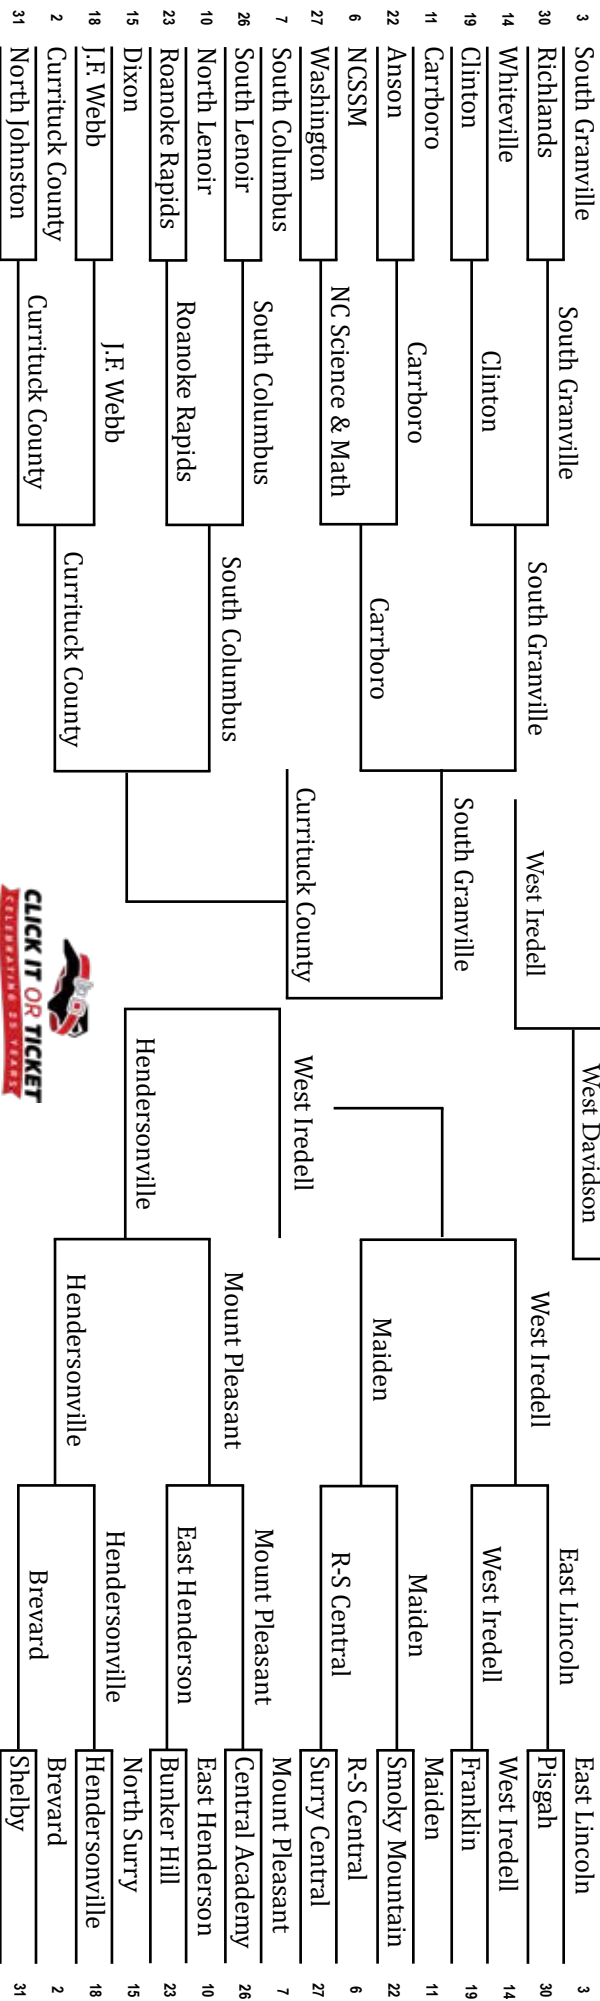 3 South Granville
30 Richlands
14 Whiteville
19 Clinton
11 Carrboro
22 Anson
6 NCSSM
27 Washington
7 South Columbus
26 South Lenoir
10 North Lenoir
23 Roanoke Rapids
15 Dixon
18 J.F. Webb
2 Currituck County
31 North Johnston
South Granville
Clinton
Carrboro
NC Science & Math
South Columbus
Roanoke Rapids
J.F. Webb
Currituck County
South Granville
Carrboro
South Columbus
Currituck County
South Granville
Currituck County
West Iredell
West Davidson
CLICK IT OR TICKET
CELEBRATING 25 YEARS
West Iredell
Hendersonville
West Iredell
Maiden
Mount Pleasant
Hendersonville
East Lincoln
West Iredell
Maiden
R-S Central
Mount Pleasant
East Henderson
Hendersonville
Brevard
East Lincoln 3
Pisgah 30
West Iredell 14
Franklin 19
Maiden 11
Smoky Mountain 22
R-S Central 6
Surry Central 27
Mount Pleasant 7
Central Academy 26
East Henderson 10
Bunker Hill 23
North Surry 15
Hendersonville 18
Brevard 2
Shelby 31